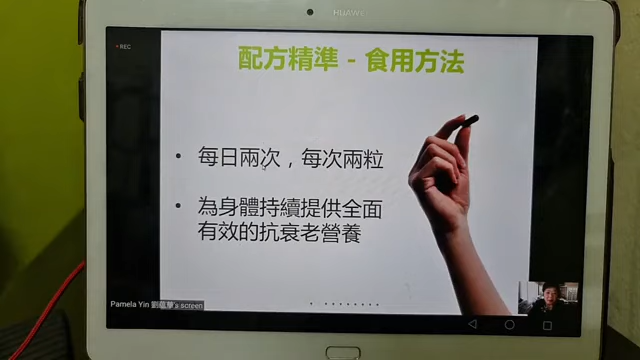 HUAWEI
REC
配方精準 - 食用方法
• 每日兩次，每次兩粒
• 為身體持續提供全面
有效的抗衰老營養
Pamela Yin 劉蘊華's screen